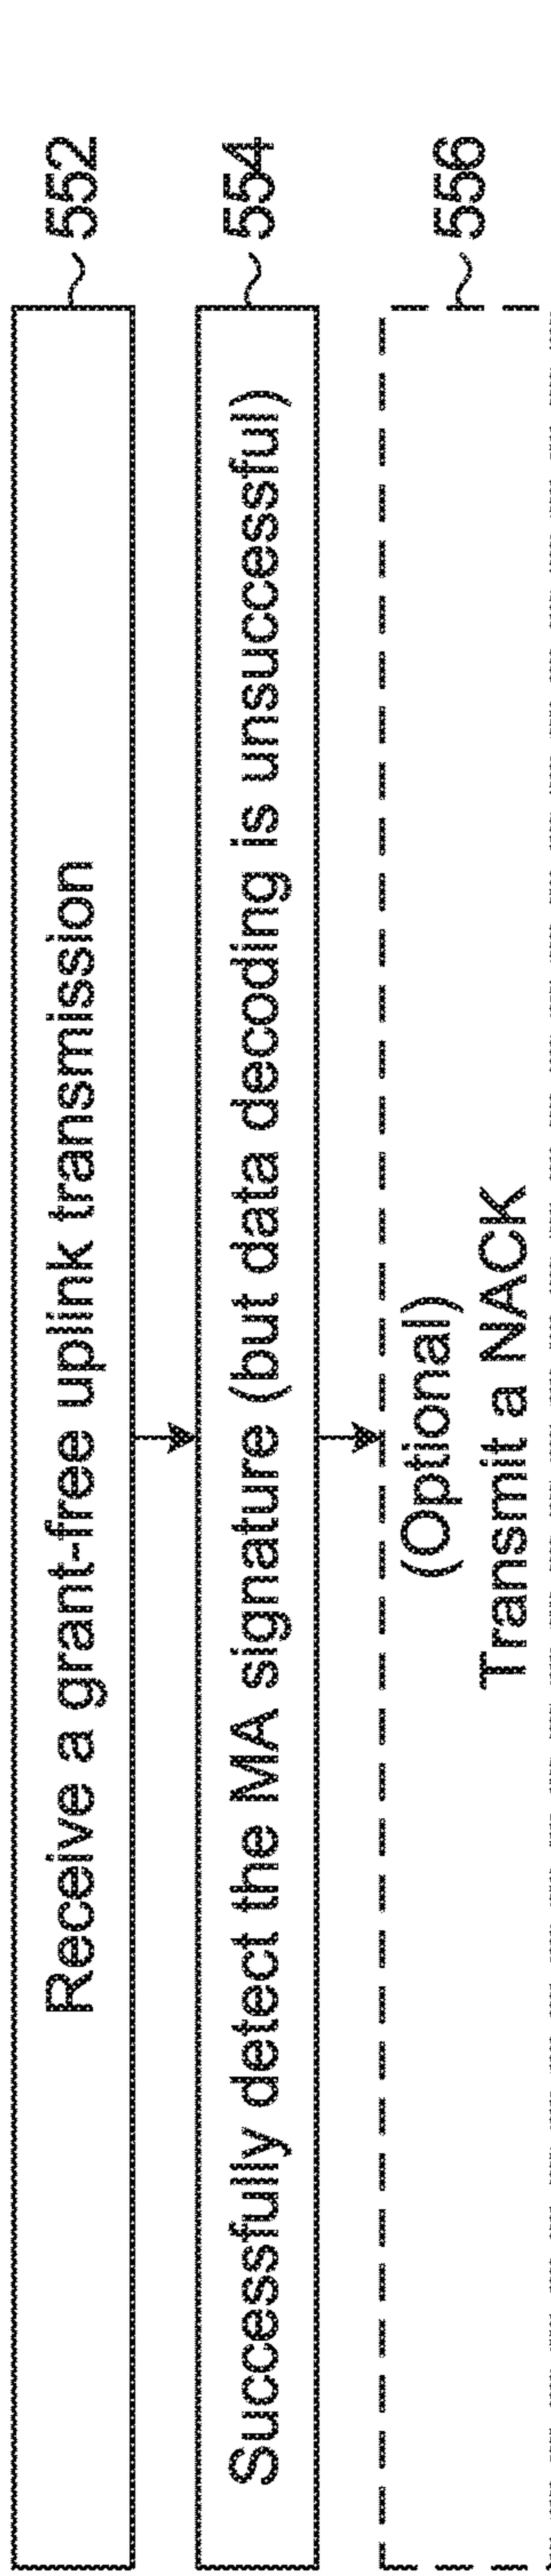 Receive a grant-free uplink transmission
552
Successfully detect the MA signature (but data decoding is unsuccessful)
554
(Optional)
Transmit a NACK
556